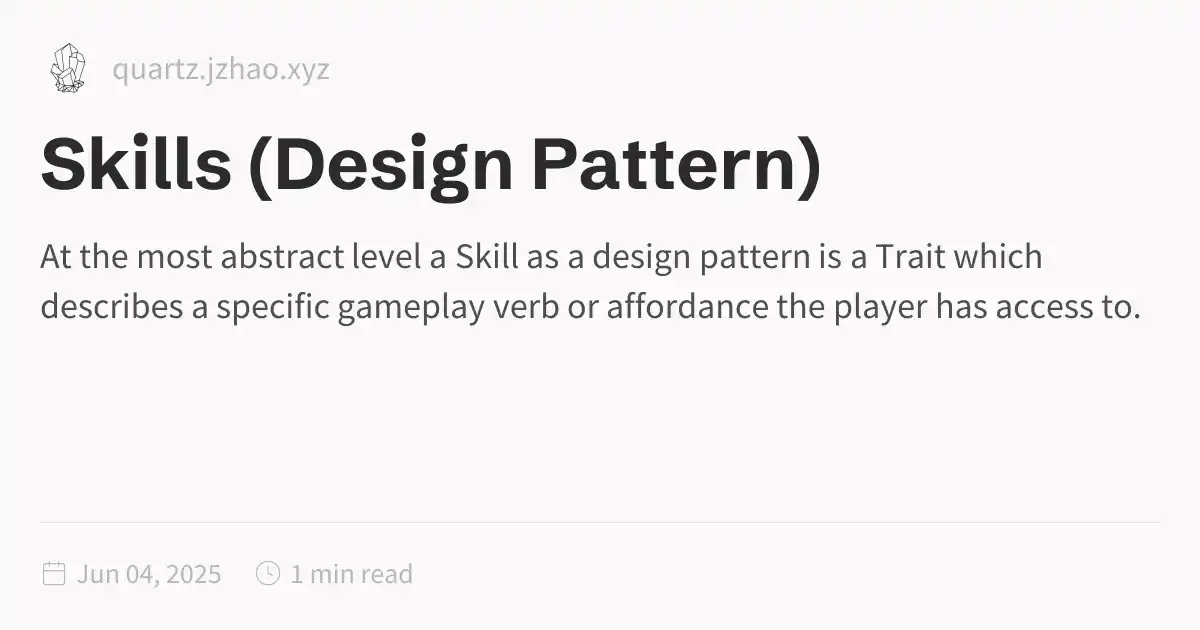 quartz.jzhao.xyz
Skills (Design Pattern)
At the most abstract level a Skill as a design pattern is a Trait which
describes a specific gameplay verb or affordance the player has access to.
Jun 04, 2025 1 min read